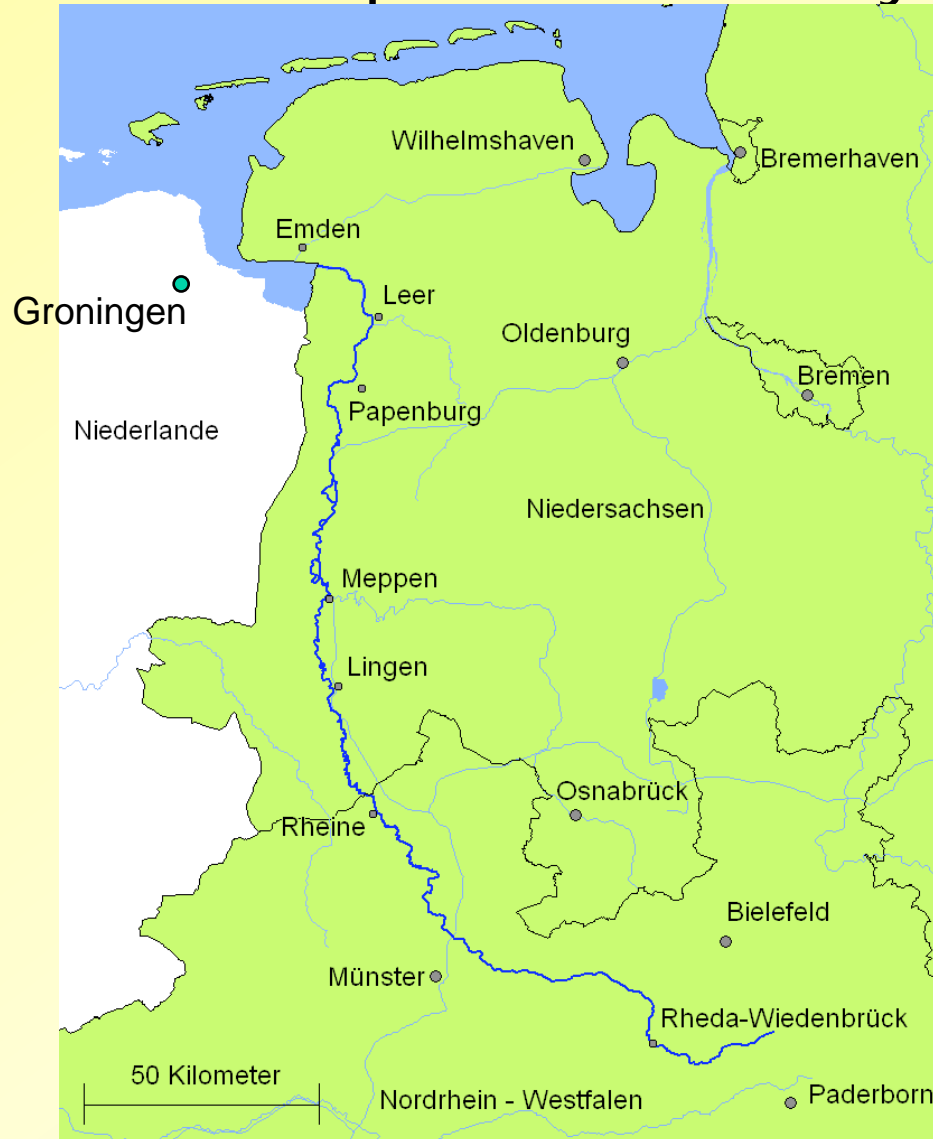 Wilhelmshaven
Bremerhaven
Emden
Groningen
Leer
Oldenburg
Bremen
Papenburg
Niederlande
Niedersachsen
Meppen
Lingen
Osnabrück
Rheine
Bielefeld
Münster
Rheda-Wiedenbrück
50 Kilometer
Nordrhein - Westfalen
Paderborn